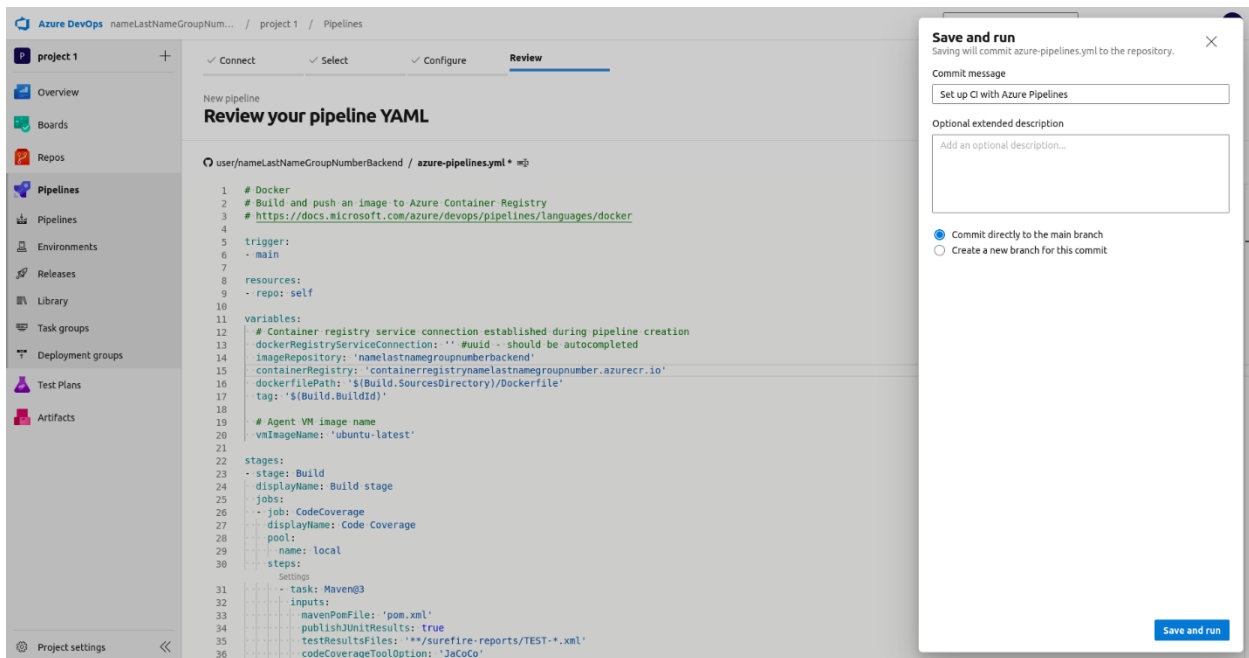 Azure DevOps nameLastNameGroupNum... / project 1 / Pipelines
P project 1 +
Overview
Boards
Repos
Pipelines
Pipelines
Environments
Releases
Library
Task groups
Deployment groups
Test Plans
Artifacts
Project settings
Connect Select Configure Review
New pipeline
Review your pipeline YAML
user/nameLastNameGroupNumberBackend / azure-pipelines.yml *
1 # Docker
2 # Build and push an image to Azure Container Registry
3 # https://docs.microsoft.com/azure/devops/pipelines/languages/docker
4
5 trigger:
6 - main
7
8 resources:
9 - repo: self
10
11 variables:
12 # Container registry service connection established during pipeline creation
13 dockerRegistryServiceConnection: '' #uuid - should be autocompleted
14 imageRepository: 'namelastnamegroupnumberbackend'
15 containerRegistry: 'containerregistrynamelastnamegroupnumber.azurecr.io'
16 dockerfilePath: '$(Build.SourcesDirectory)/Dockerfile'
17 tag: '$(Build.BuildId)'
18
19 # Agent VM image name
20 vmImageName: 'ubuntu-latest'
21
22 stages:
23 - stage: Build
24 displayName: Build stage
25 jobs:
26 - job: CodeCoverage
27 displayName: Code Coverage
28 pool:
29 name: local
30 steps:
Settings
31 - task: Maven@3
32 inputs:
33 mavenPomFile: 'pom.xml'
34 publishJUnitResults: true
35 testResultsFiles: '**/surefire-reports/TEST-*.xml'
36 codeCoverageToolOption: 'JaCoCo'
Save and run
Saving will commit azure-pipelines.yml to the repository.
Commit message
Set up CI with Azure Pipelines
Optional extended description
Add an optional description...
Commit directly to the main branch
Create a new branch for this commit
Save and run